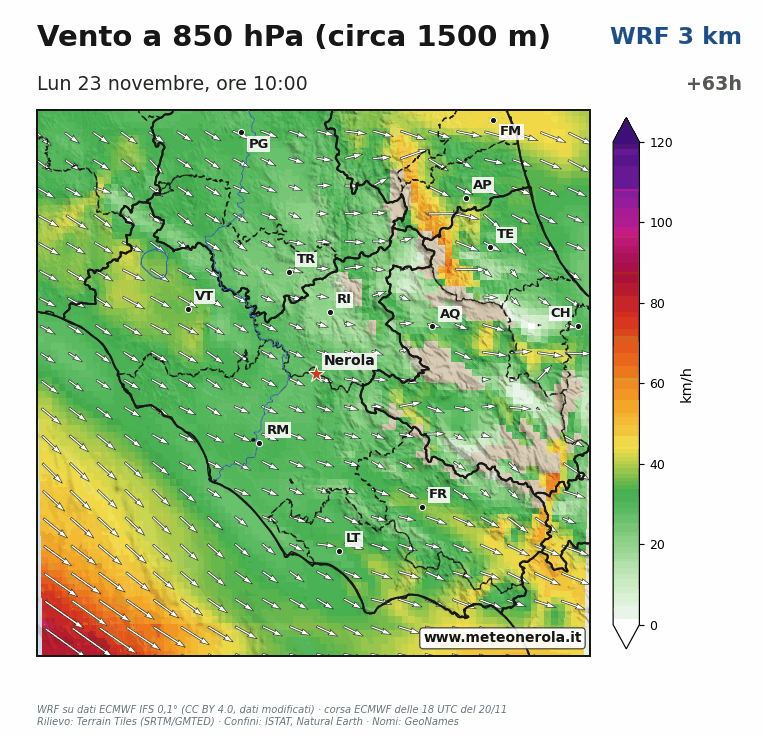 Vento a 850 hPa (circa 1500 m)
WRF 3 km
Lun 23 novembre, ore 10:00
+63h
FM
PG
AP
TE
TR
VT
RI
AQ
CH
Nerola
RM
FR
LT
www.meteonerola.it
120
100
80
60
40
20
0
km/h
WRF su dati ECMWF IFS 0,1° (CC BY 4.0, dati modificati) · corsa ECMWF delle 18 UTC del 20/11
Rilievo: Terrain Tiles (SRTM/GMTED) · Confini: ISTAT, Natural Earth · Nomi: GeoNames